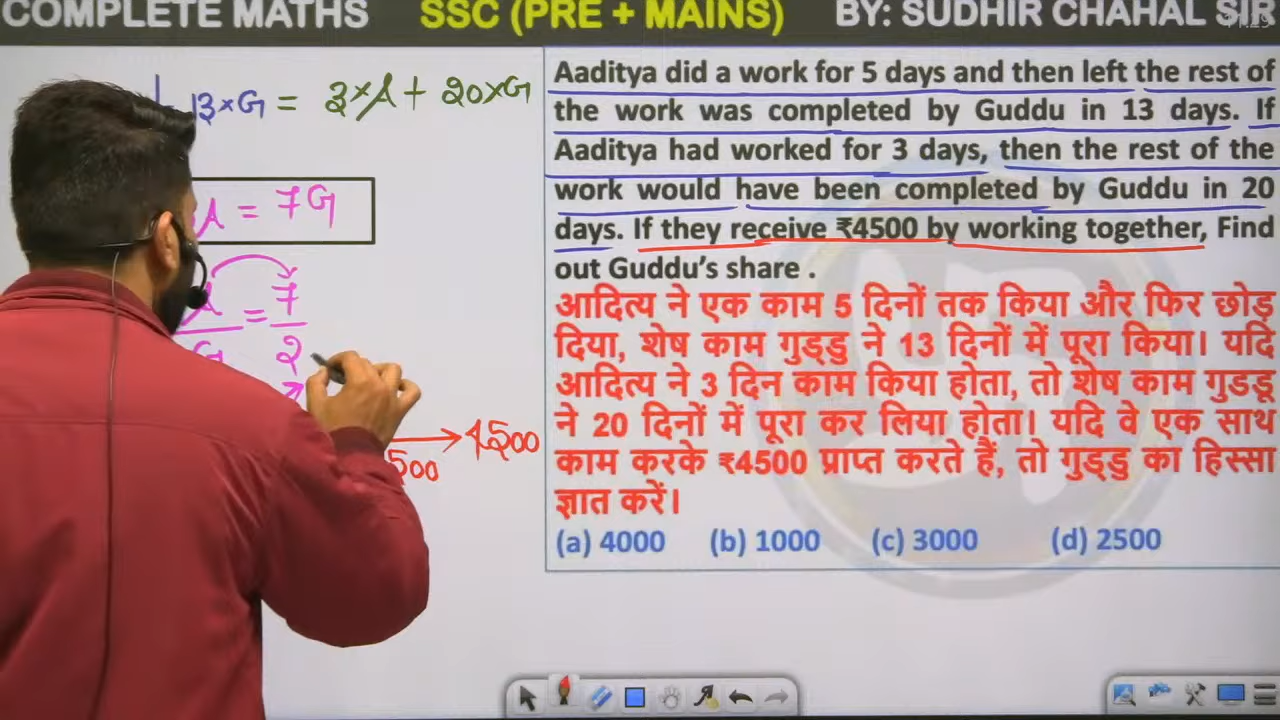 COMPLETE MATHS SSC (PRE + MAINS) BY: SUDHIR CHAHAL SIR
13×G = 3×A + 20×G
A = 7G
A = 7
G 2
500 → 4500
Aaditya did a work for 5 days and then left the rest of
the work was completed by Guddu in 13 days. If
Aaditya had worked for 3 days, then the rest of the
work would have been completed by Guddu in 20
days. If they receive ₹4500 by working together, Find
out Guddu's share .
आदित्य ने एक काम 5 दिनों तक किया और फिर छोड़
दिया, शेष काम गुड्डु ने 13 दिनों में पूरा किया। यदि
आदित्य ने 3 दिन काम किया होता, तो शेष काम गुडडू
ने 20 दिनों में पूरा कर लिया होता। यदि वे एक साथ
काम करके ₹4500 प्राप्त करते हैं, तो गुड्डु का हिस्सा
ज्ञात करें।
(a) 4000 (b) 1000 (c) 3000 (d) 2500